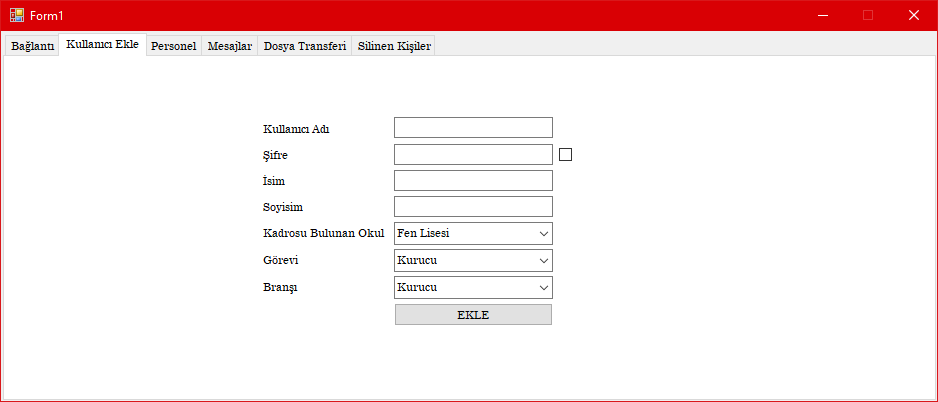 Form1
Bağlantı Kullanıcı Ekle Personel Mesajlar Dosya Transferi Silinen Kişiler
Kullanıcı Adı
Şifre
İsim
Soyisim
Kadrosu Bulunan Okul Fen Lisesi
Görevi Kurucu
Branşı Kurucu
EKLE